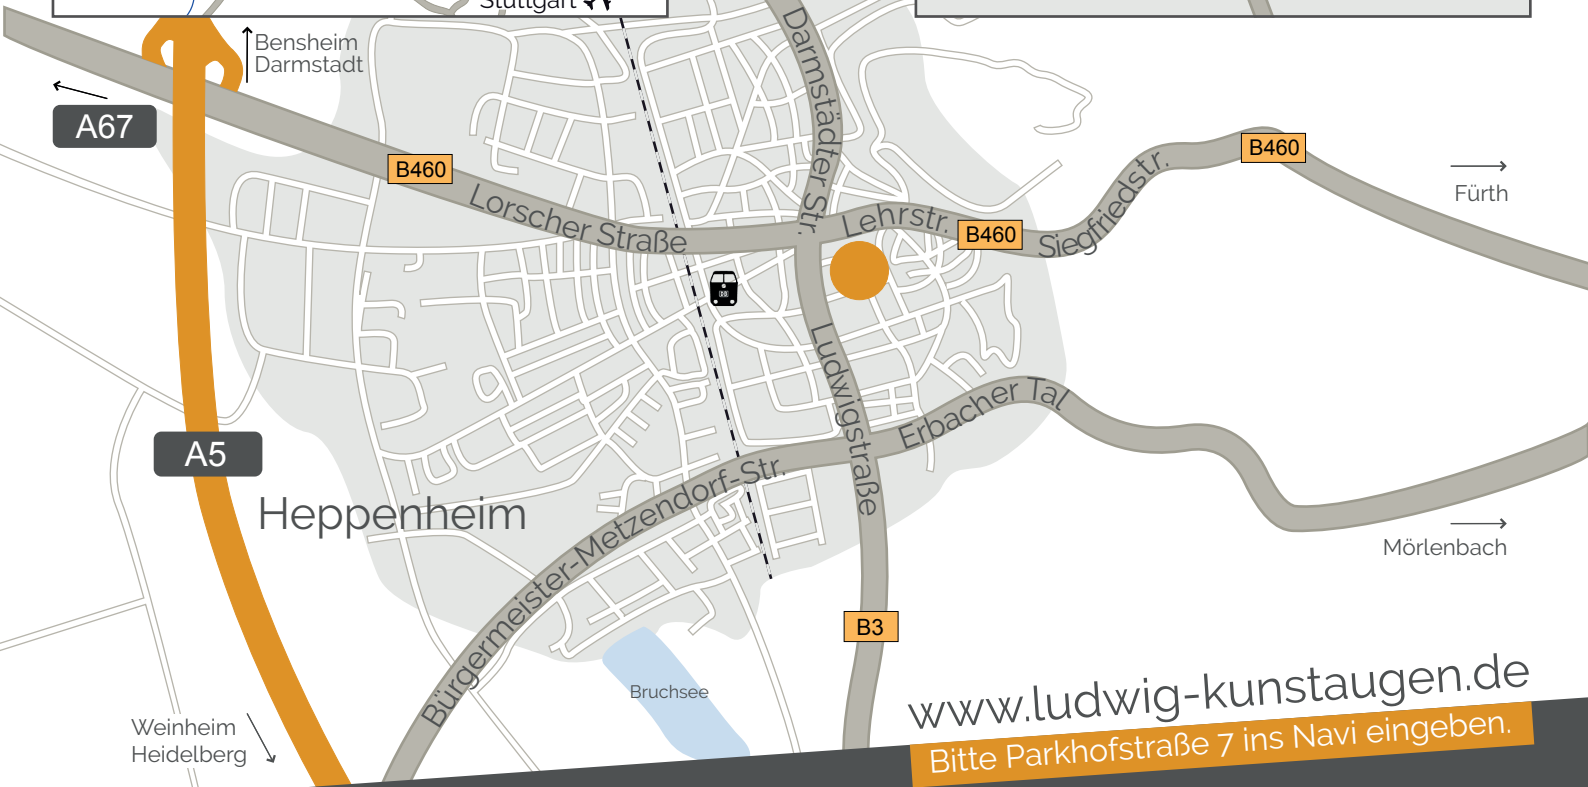 Stuttgart
Bensheim
Darmstadt
A67
B460
Lorscher Straße
Darmstädter Str.
Lehrstr.
B460
Siegfriedstr.
B460
Fürth
Ludwigstraße
Erbacher Tal
A5
Heppenheim
Bürgermeister-Metzendorf-Str.
Mörlenbach
B3
Bruchsee
Weinheim
Heidelberg
www.ludwig-kunstaugen.de
Bitte Parkhofstraße 7 ins Navi eingeben.